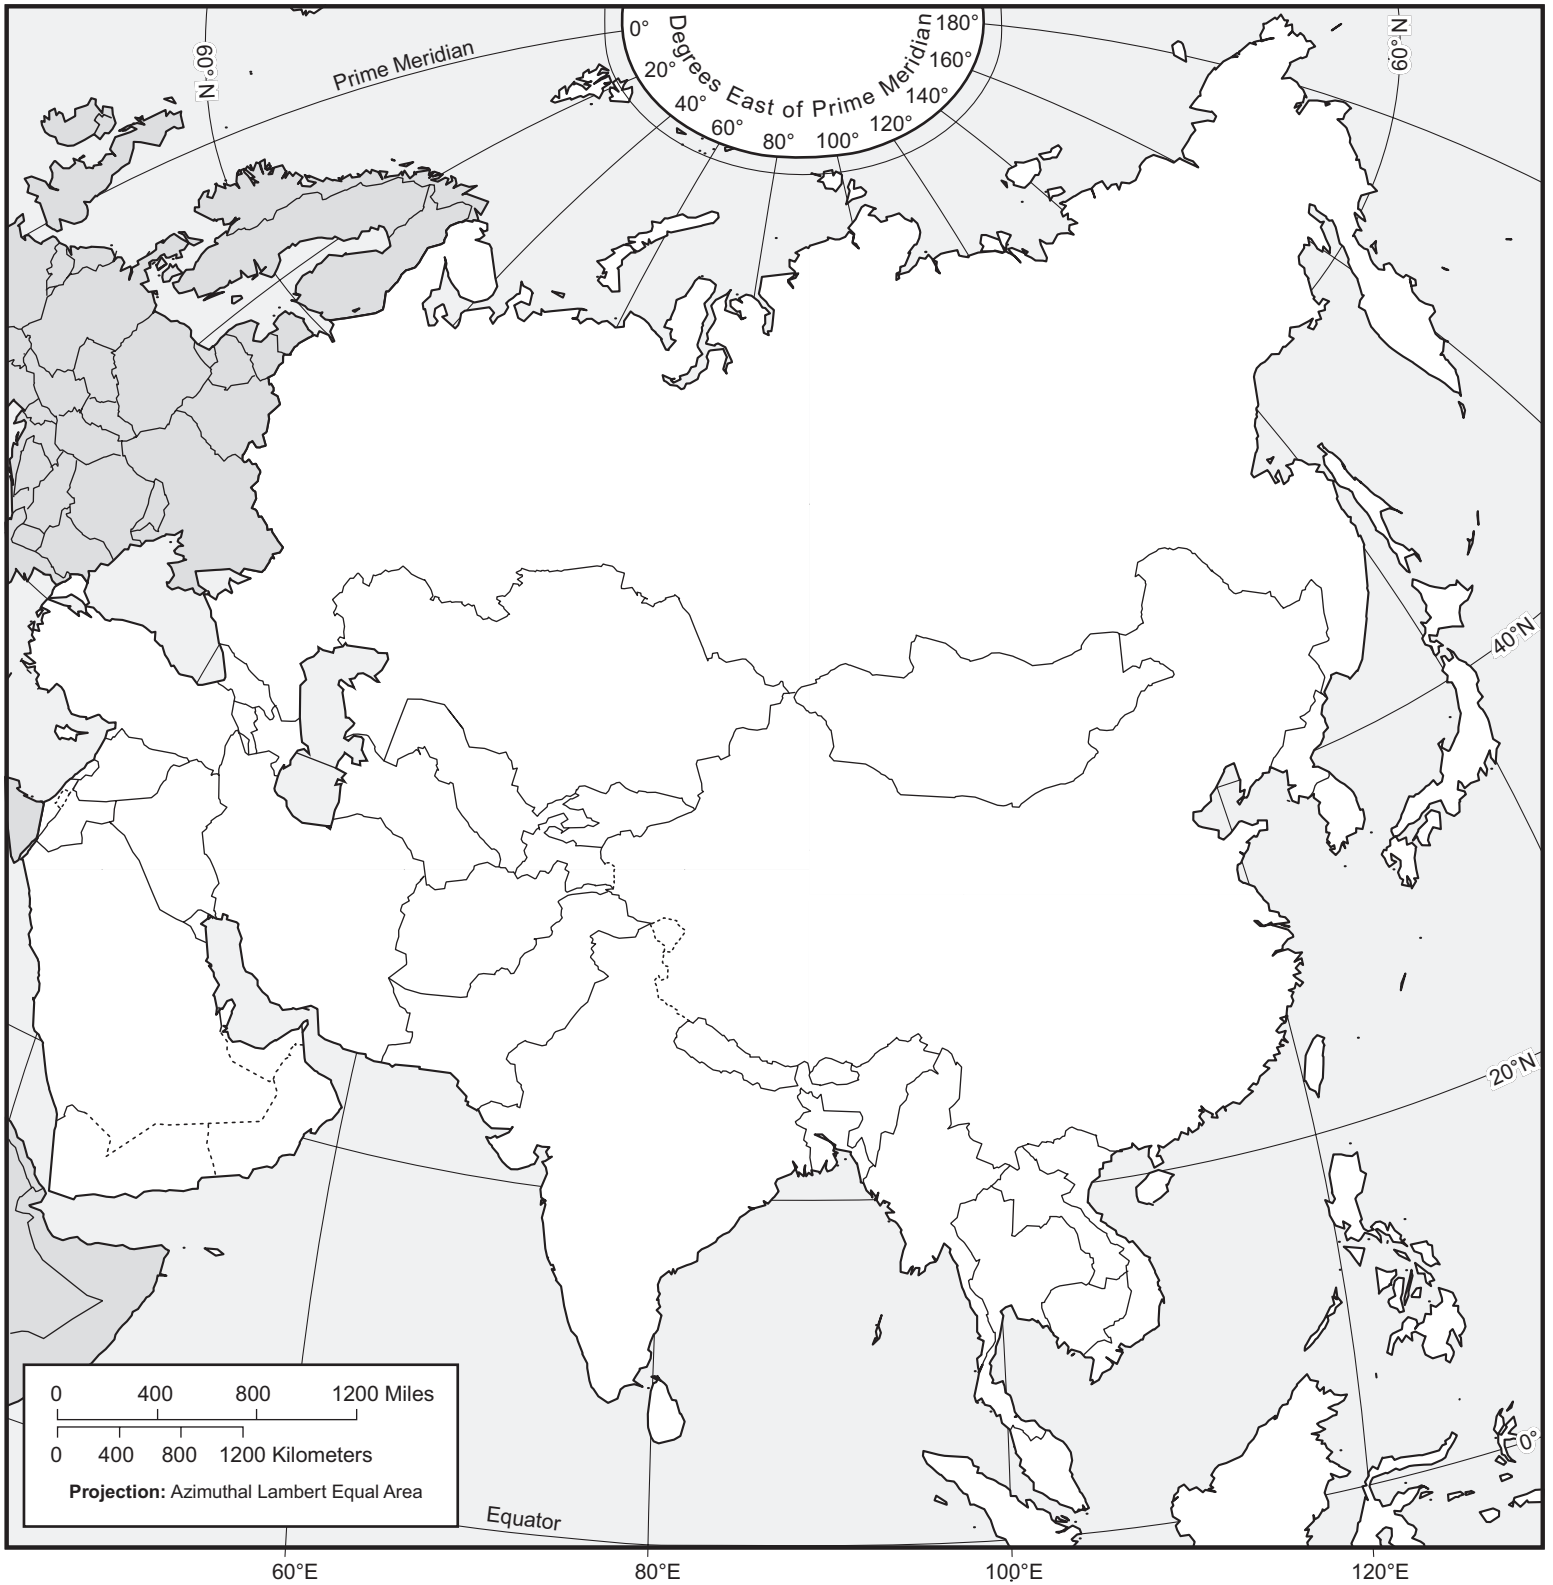 60°N
Prime Meridian
0°
20°
40°
60°
80°
100°
120°
140°
160°
180°
Degrees East of Prime Meridian
60°N
40°N
20°N
0°
0 400 800 1200 Miles
0 400 800 1200 Kilometers
Projection: Azimuthal Lambert Equal Area
Equator
60°E 80°E 100°E 120°E